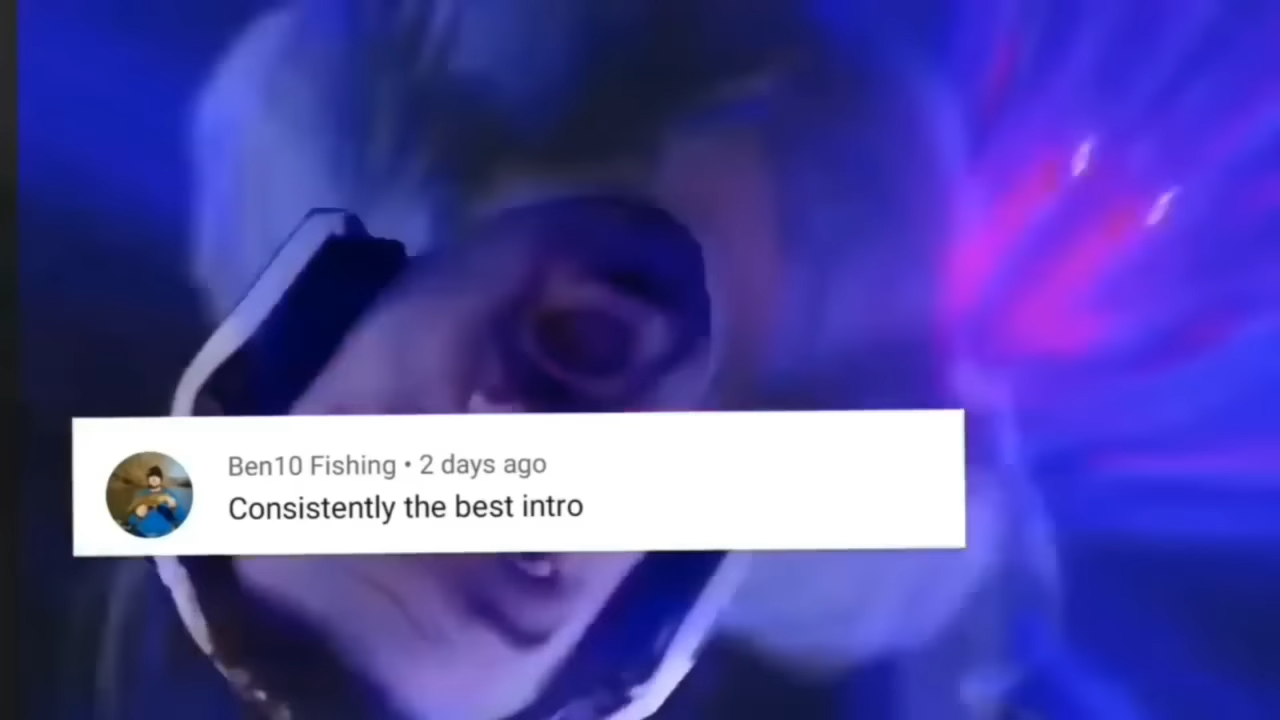 Ben10 Fishing • 2 days ago
Consistently the best intro